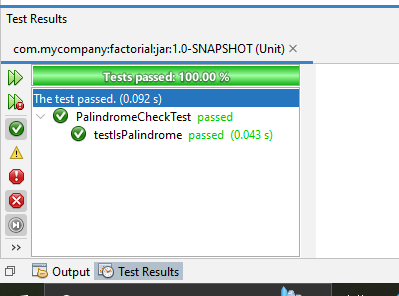 Test Results
com.mycompany:factorial:jar:1.0-SNAPSHOT (Unit) ×
Tests passed: 100.00 %
The test passed. (0.092 s)
PalindromeCheckTest passed
testIsPalindrome passed (0.043 s)
Output Test Results